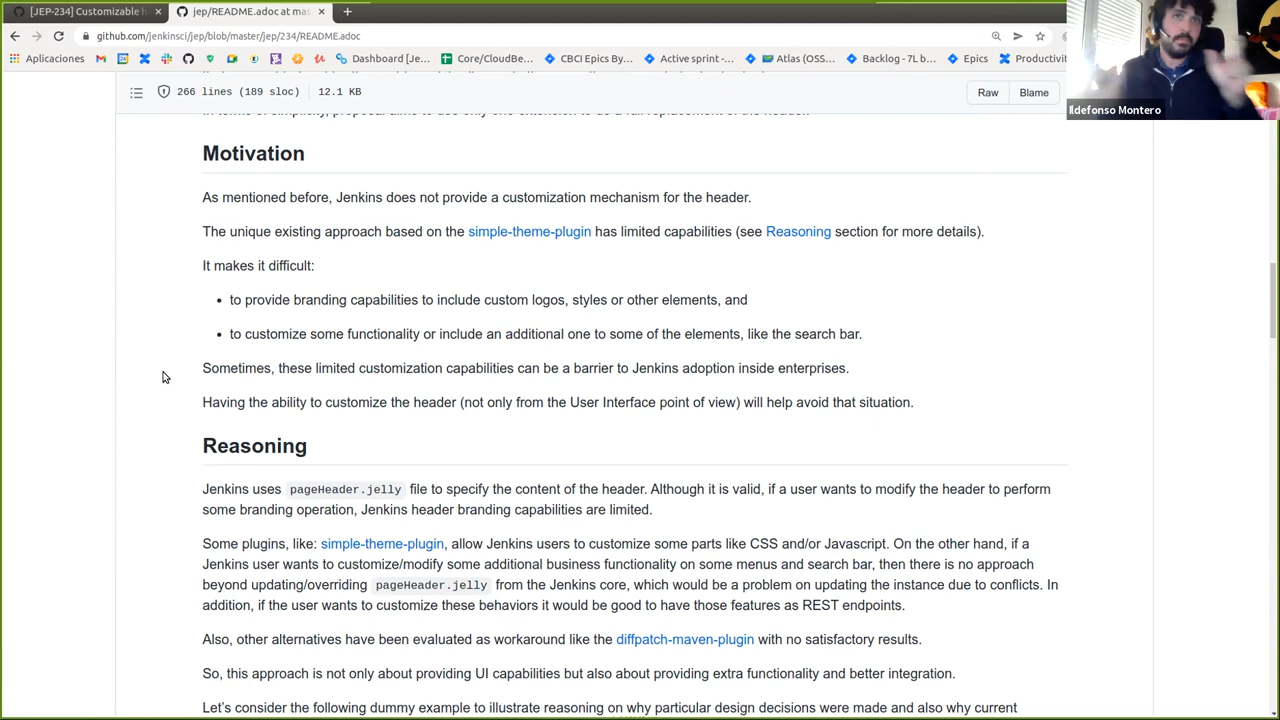 [JEP-234] Customizable h
jep/README.adoc at mas
github.com/jenkinsci/jep/blob/master/jep/234/README.adoc
Aplicaciones
Dashboard [Je...
Core/CloudBe...
CBCI Epics By...
Active sprint -...
Atlas (OSS...
Backlog - 7L b...
Epics
Productivit
266 lines (189 sloc)
12.1 KB
Raw
Blame
Ildefonso Montero
Motivation
As mentioned before, Jenkins does not provide a customization mechanism for the header.
The unique existing approach based on the simple-theme-plugin has limited capabilities (see Reasoning section for more details).
It makes it difficult:
• to provide branding capabilities to include custom logos, styles or other elements, and
• to customize some functionality or include an additional one to some of the elements, like the search bar.
Sometimes, these limited customization capabilities can be a barrier to Jenkins adoption inside enterprises.
Having the ability to customize the header (not only from the User Interface point of view) will help avoid that situation.
Reasoning
Jenkins uses pageHeader.jelly file to specify the content of the header. Although it is valid, if a user wants to modify the header to perform
some branding operation, Jenkins header branding capabilities are limited.
Some plugins, like: simple-theme-plugin, allow Jenkins users to customize some parts like CSS and/or Javascript. On the other hand, if a
Jenkins user wants to customize/modify some additional business functionality on some menus and search bar, then there is no approach
beyond updating/overriding pageHeader.jelly from the Jenkins core, which would be a problem on updating the instance due to conflicts. In
addition, if the user wants to customize these behaviors it would be good to have those features as REST endpoints.
Also, other alternatives have been evaluated as workaround like the diffpatch-maven-plugin with no satisfactory results.
So, this approach is not only about providing UI capabilities but also about providing extra functionality and better integration.
Let's consider the following dummy example to illustrate reasoning on why particular design decisions were made and also why current